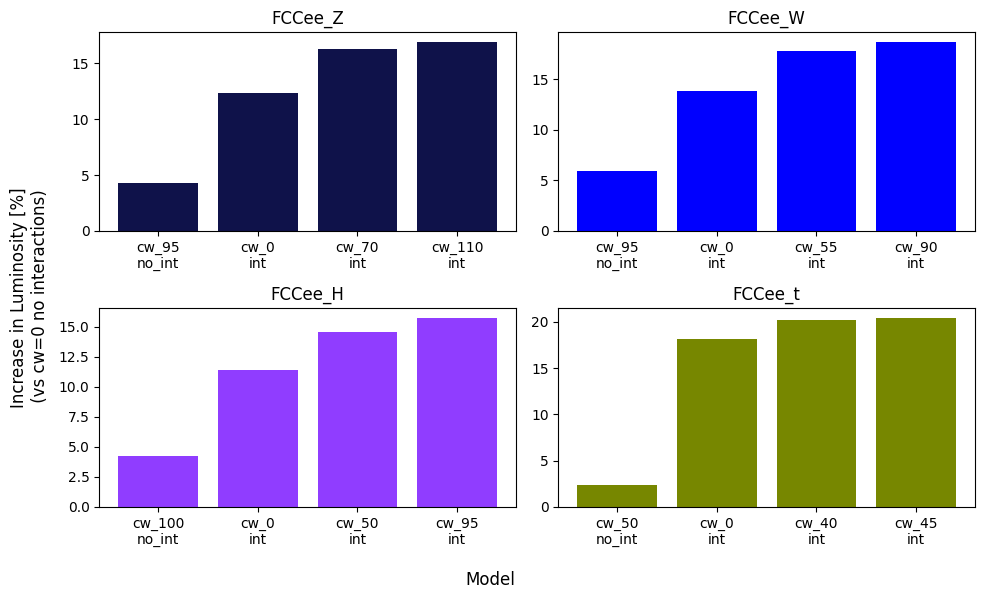 FCCee_Z
15
10
5
0
cw_95
no_int
cw_0
int
cw_70
int
cw_110
int
FCCee_W
15
10
5
0
cw_95
no_int
cw_0
int
cw_55
int
cw_90
int
Increase in Luminosity [%]
(vs cw=0 no interactions)
FCCee_H
15.0
12.5
10.0
7.5
5.0
2.5
0.0
cw_100
no_int
cw_0
int
cw_50
int
cw_95
int
FCCee_t
20
15
10
5
0
cw_50
no_int
cw_0
int
cw_40
int
cw_45
int
Model